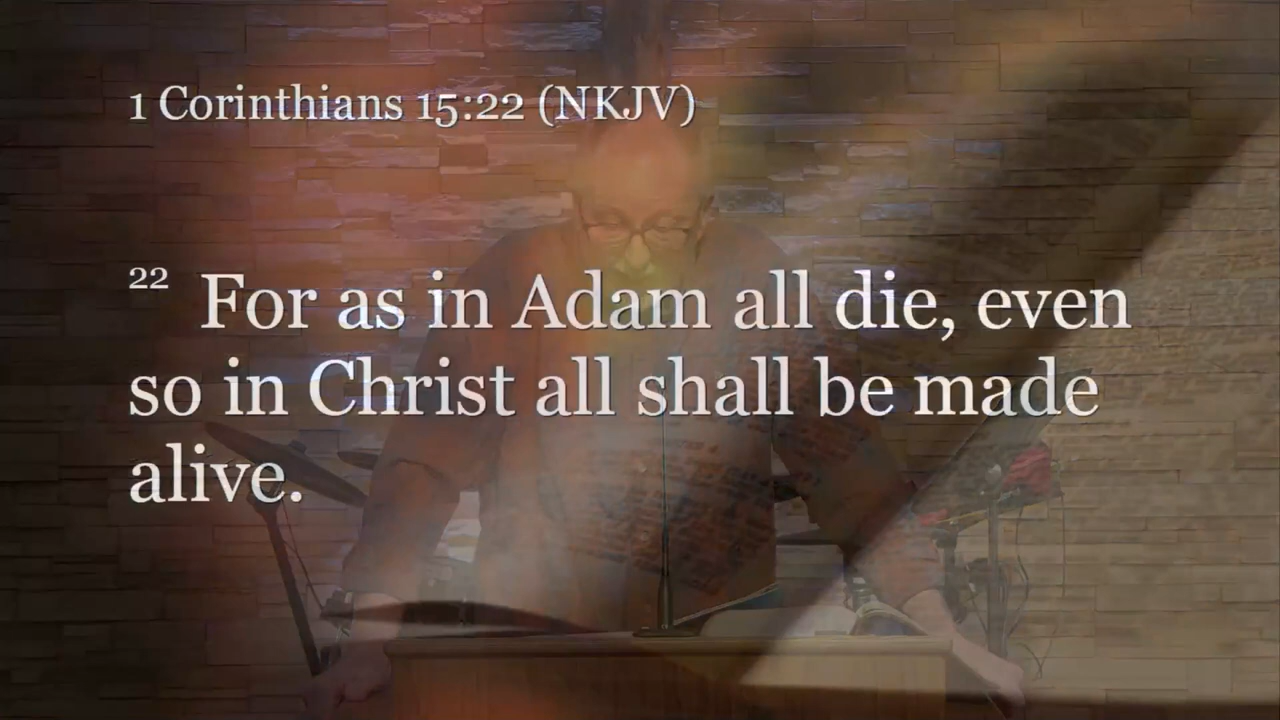 1 Corinthians 15:22 (NKJV)
22 For as in Adam all die, even
so in Christ all shall be made
alive.